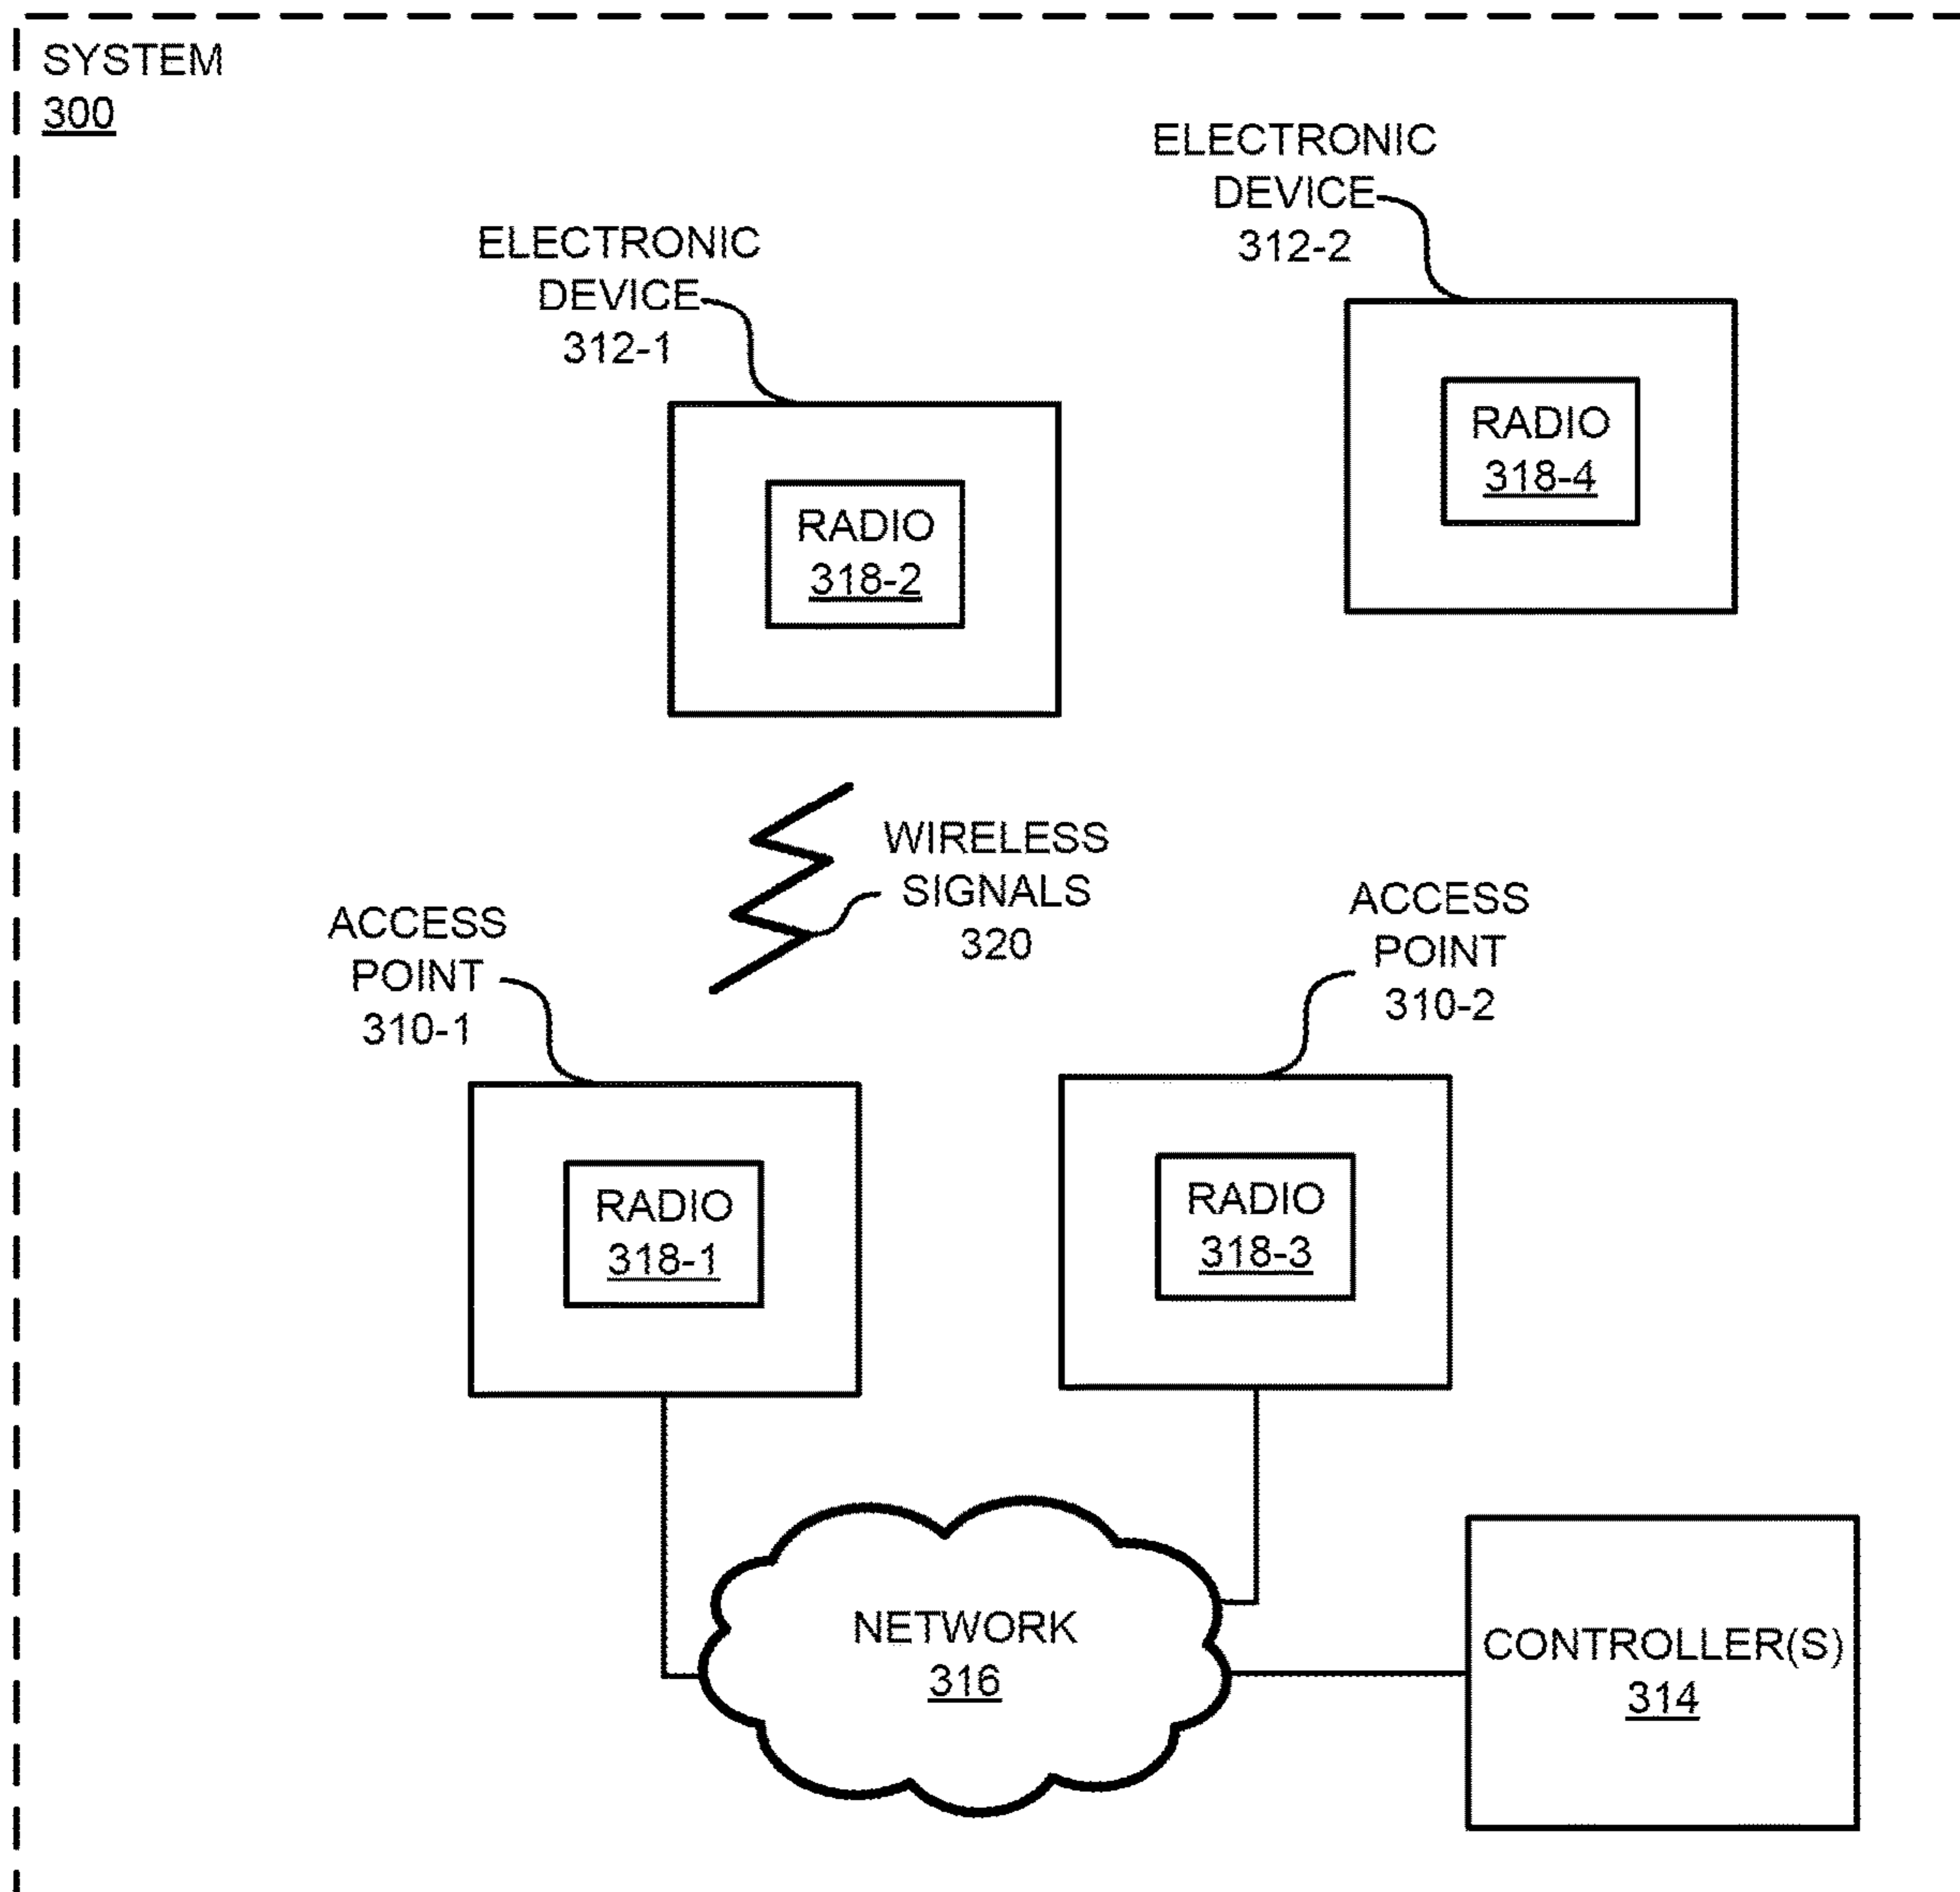 SYSTEM
300
ELECTRONIC
DEVICE
312-2
ELECTRONIC
DEVICE
312-1
RADIO
318-4
RADIO
318-2
WIRELESS
SIGNALS
320
ACCESS
POINT
310-1
ACCESS
POINT
310-2
RADIO
318-1
RADIO
318-3
NETWORK
316
CONTROLLER(S)
314